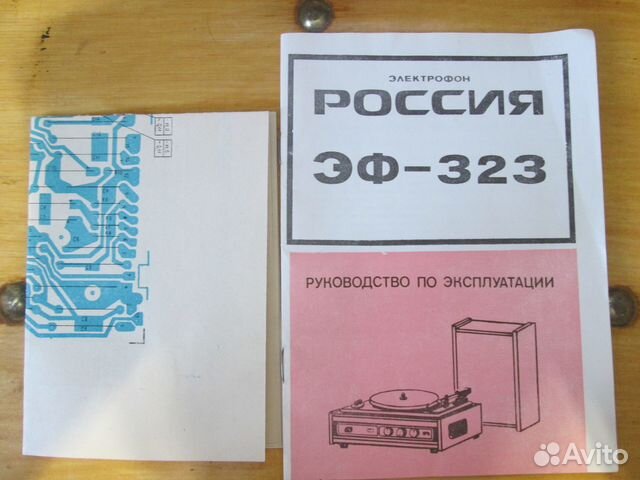 ЭЛЕКТРОФОН
РОССИЯ
ЭФ-323
РУКОВОДСТВО ПО ЭКСПЛУАТАЦИИ
Avito